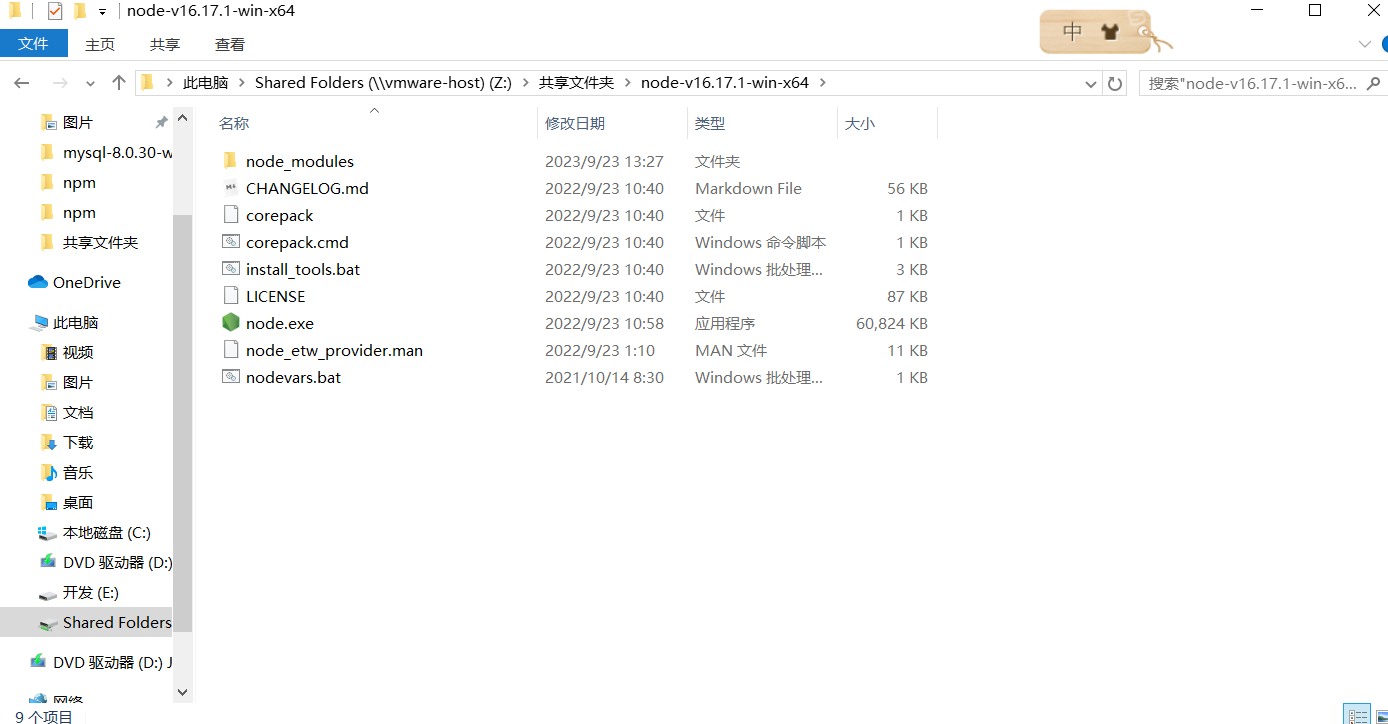 node-v16.17.1-win-x64
文件 主页 共享 查看
中
此电脑 Shared Folders (\\vmware-host) (Z:) 共享文件夹 node-v16.17.1-win-x64
搜索"node-v16.17.1-win-x6...
图片
mysql-8.0.30-w
npm
npm
共享文件夹
OneDrive
此电脑
视频
图片
文档
下载
音乐
桌面
本地磁盘 (C:)
DVD 驱动器 (D:)
开发 (E:)
Shared Folders
DVD 驱动器 (D:) J
网络
名称 修改日期 类型 大小
node_modules 2023/9/23 13:27 文件夹
CHANGELOG.md 2022/9/23 10:40 Markdown File 56 KB
corepack 2022/9/23 10:40 文件 1 KB
corepack.cmd 2022/9/23 10:40 Windows 命令脚本 1 KB
install_tools.bat 2022/9/23 10:40 Windows 批处理... 3 KB
LICENSE 2022/9/23 10:40 文件 87 KB
node.exe 2022/9/23 10:58 应用程序 60,824 KB
node_etw_provider.man 2022/9/23 1:10 MAN 文件 11 KB
nodevars.bat 2021/10/14 8:30 Windows 批处理... 1 KB
9 个项目